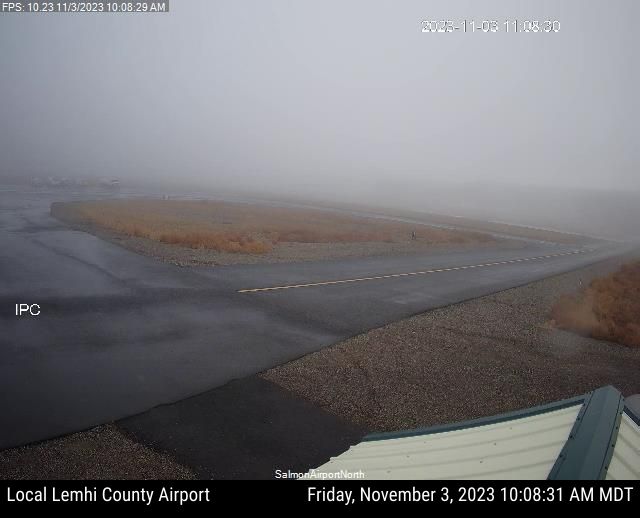 FPS: 10.23 11/3/2023 10:08:29 AM
2023-11-03 11:08:30
IPC
SalmonAirportNorth
Local Lemhi County Airport Friday, November 3, 2023 10:08:31 AM MDT